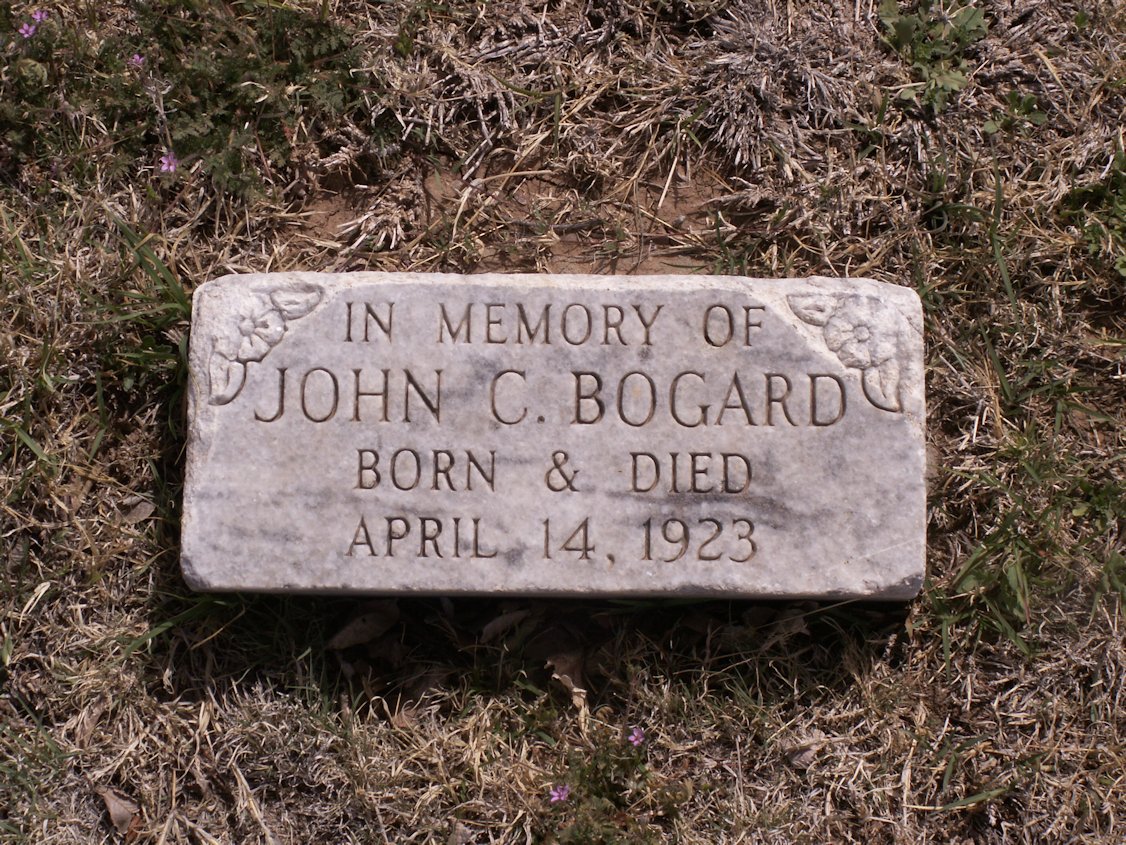 IN MEMORY OF
JOHN C. BOGARD
BORN & DIED
APRIL 14, 1923